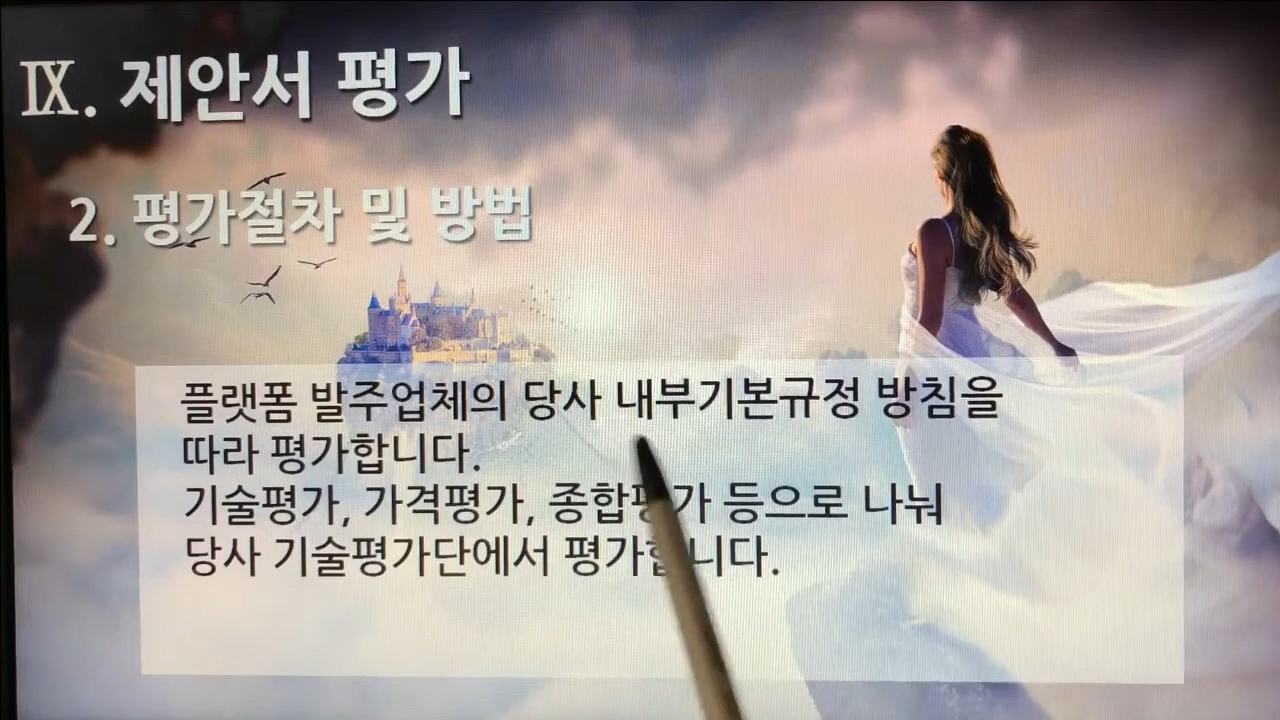 Ⅸ. 제안서 평가
2. 평가절차 및 방법
플랫폼 발주업체의 당사 내부기본규정 방침을
따라 평가합니다.
기술평가, 가격평가, 종합평가 등으로 나눠
당사 기술평가단에서 평가합니다.